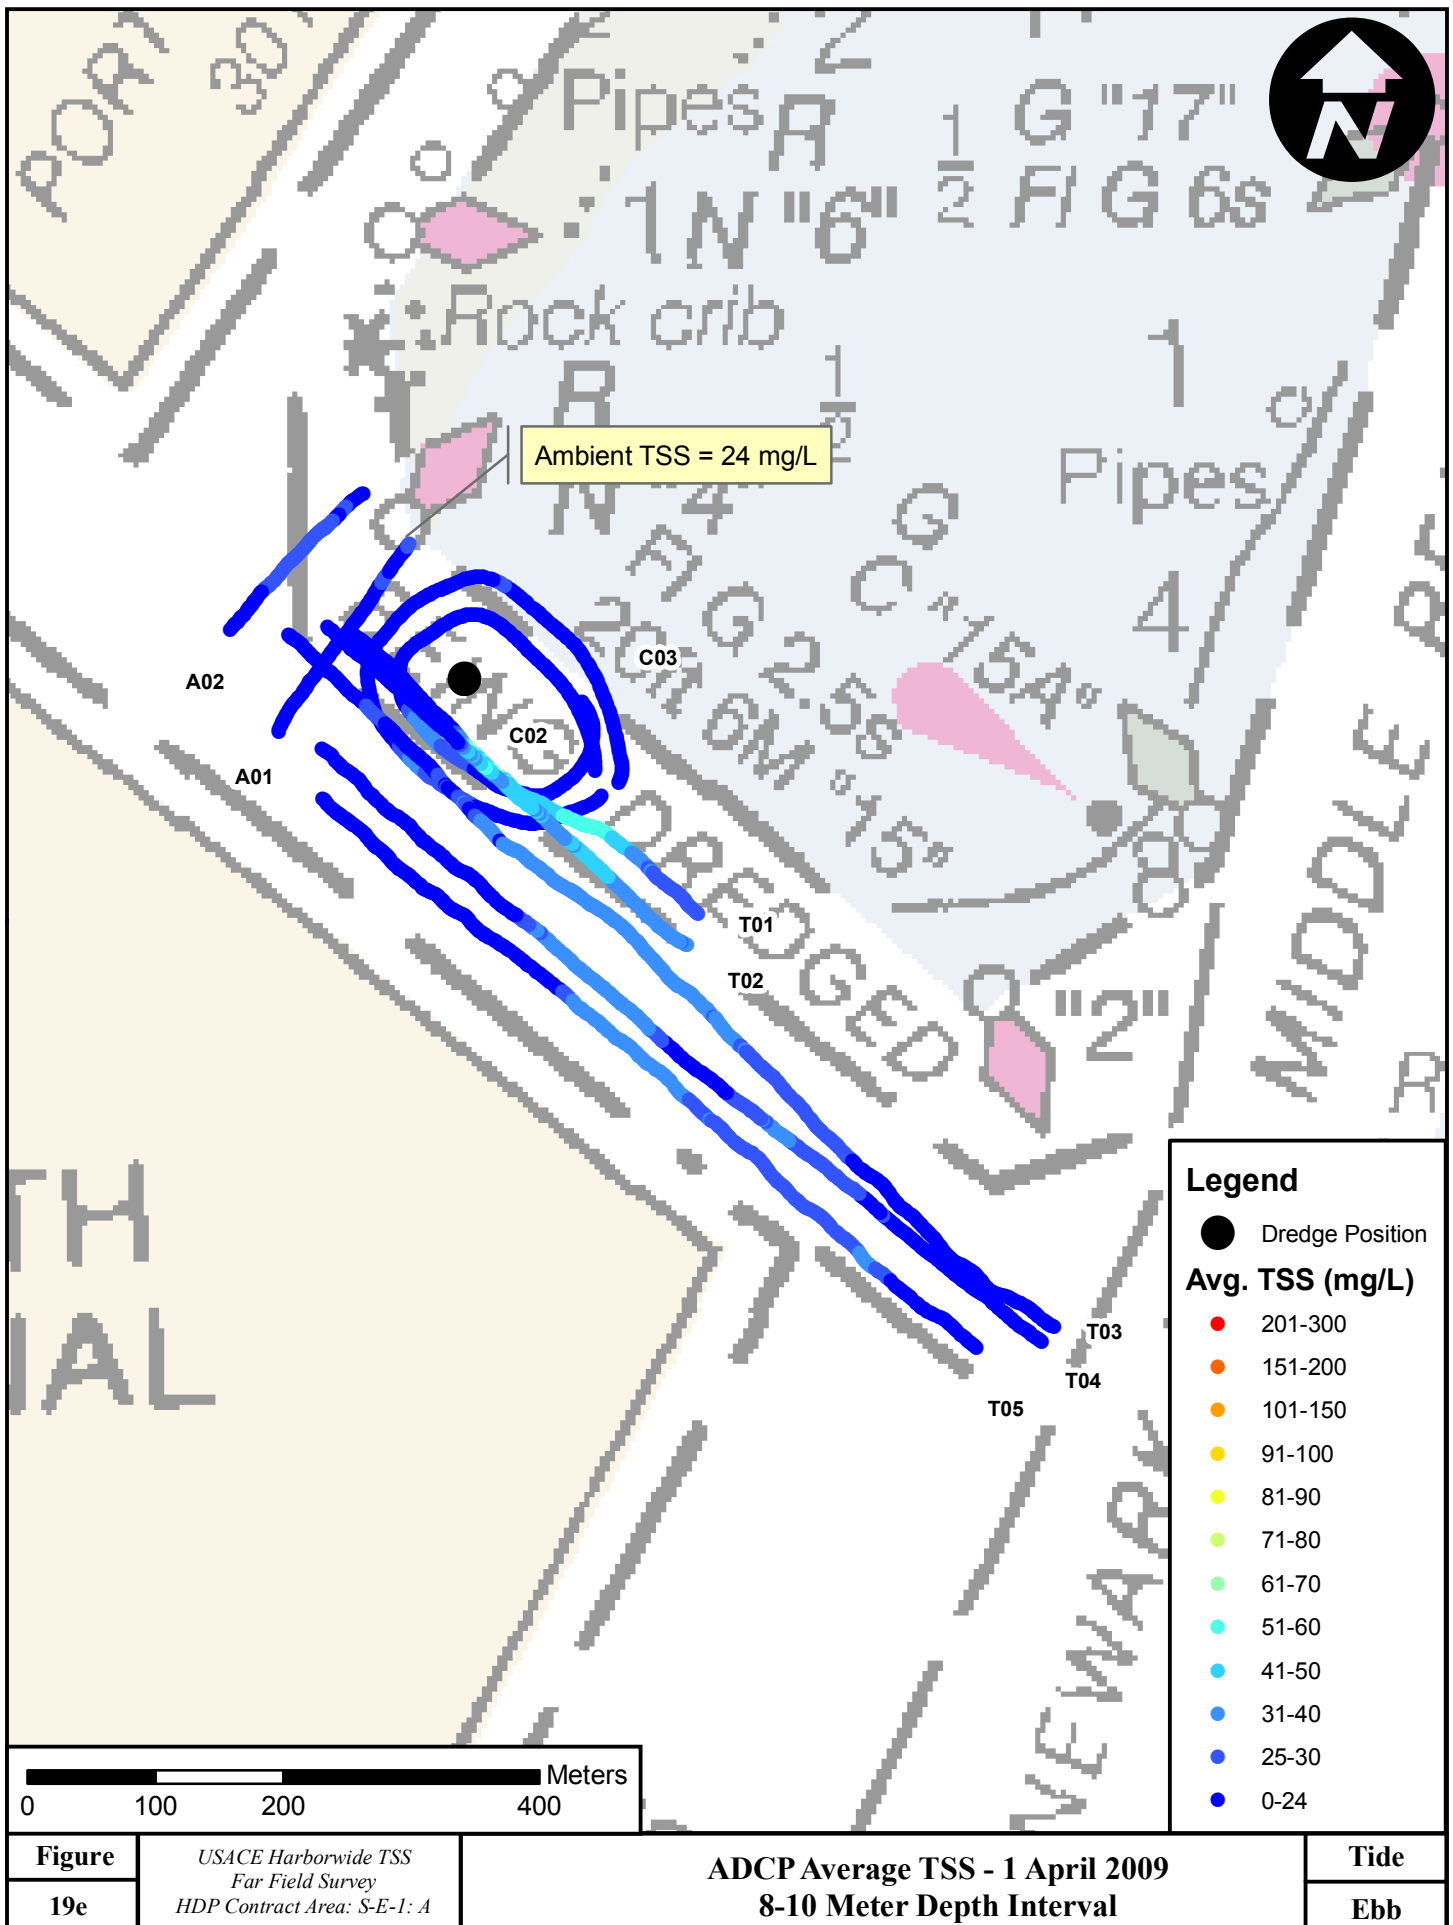 PORT
301
2
Pipes
R
1/2
G "17"
Fl G 6s
N
1 N "6"
Rock crib
R
1/2
1
N "4"
Ambient TSS = 24 mg/L
Pipes
G
C "15A"
4
Fl G 2.5s
20ft 6M "15"
DREDGED
"2"
MIDDLE
R
C03
A02
C02
A01
T01
T02
T03
T04
T05
TH
NAL
NEWARK
Legend
Dredge Position
Avg. TSS (mg/L)
201-300
151-200
101-150
91-100
81-90
71-80
61-70
51-60
41-50
31-40
25-30
0-24
Meters
0 100 200 400
Figure
19e
USACE Harborwide TSS
Far Field Survey
HDP Contract Area: S-E-1: A
ADCP Average TSS - 1 April 2009
8-10 Meter Depth Interval
Tide
Ebb